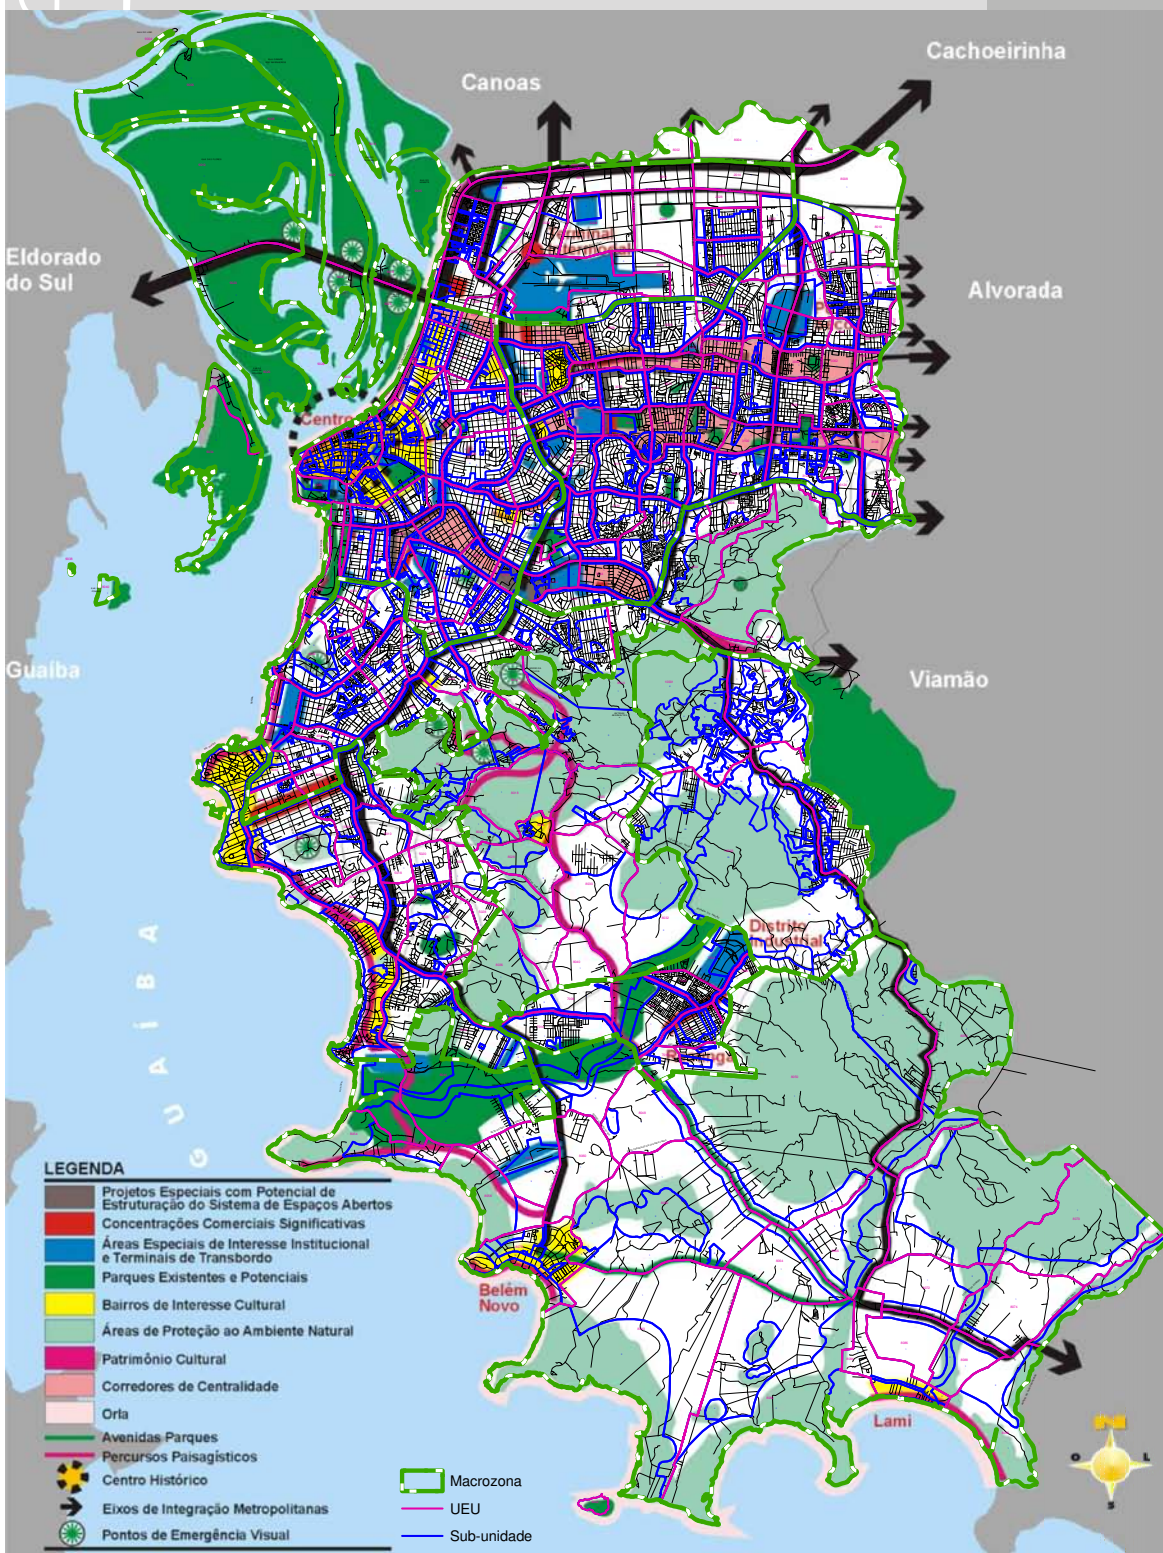 Cachoeirinha
Canoas
Eldorado
do Sul
Alvorada
Centro
Guaíba
Viamão
Distrito
Industrial
Restinga
G U A Í B A
Belém
Novo
Lami
LEGENDA
Projetos Especiais com Potencial de
Estruturação do Sistema de Espaços Abertos
Concentrações Comerciais Significativas
Áreas Especiais de Interesse Institucional
e Terminais de Transbordo
Parques Existentes e Potenciais
Bairros de Interesse Cultural
Áreas de Proteção ao Ambiente Natural
Patrimônio Cultural
Corredores de Centralidade
Orla
Avenidas Parques
Percursos Paisagísticos
Centro Histórico
Eixos de Integração Metropolitanas
Pontos de Emergência Visual
Macrozona
UEU
Sub-unidade
N
O L
S